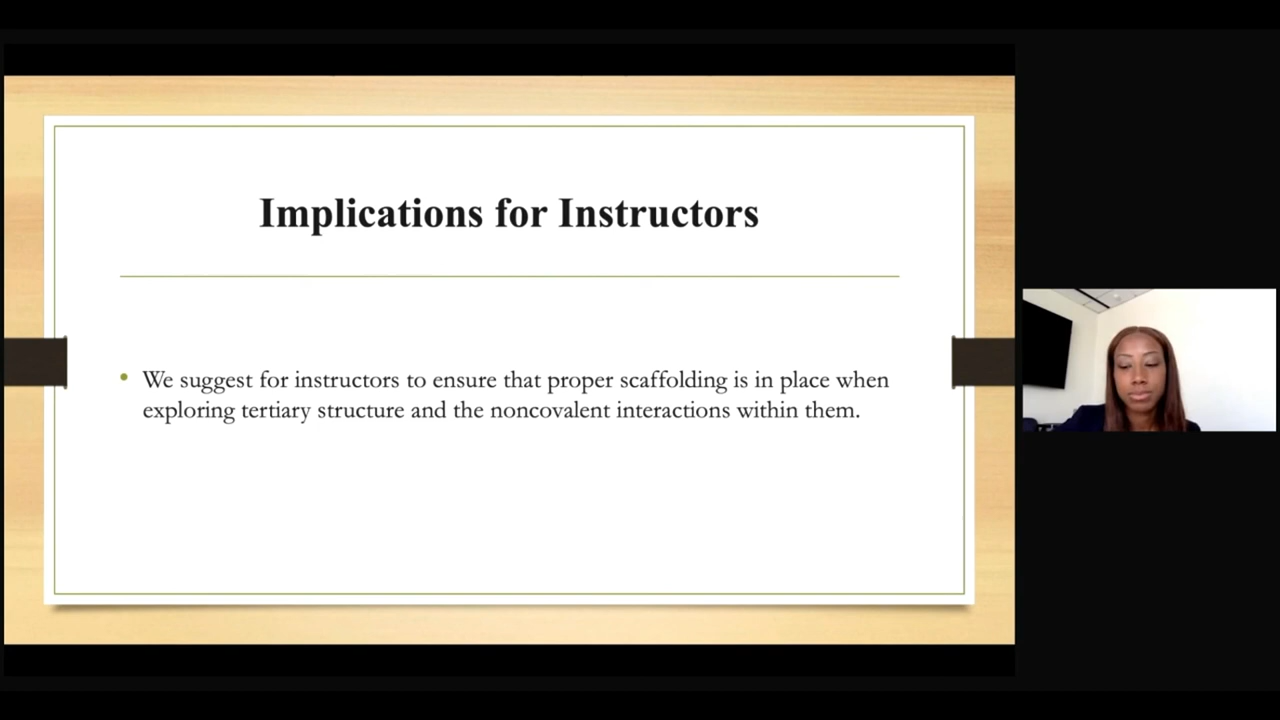 Implications for Instructors
We suggest for instructors to ensure that proper scaffolding is in place when
exploring tertiary structure and the noncovalent interactions within them.